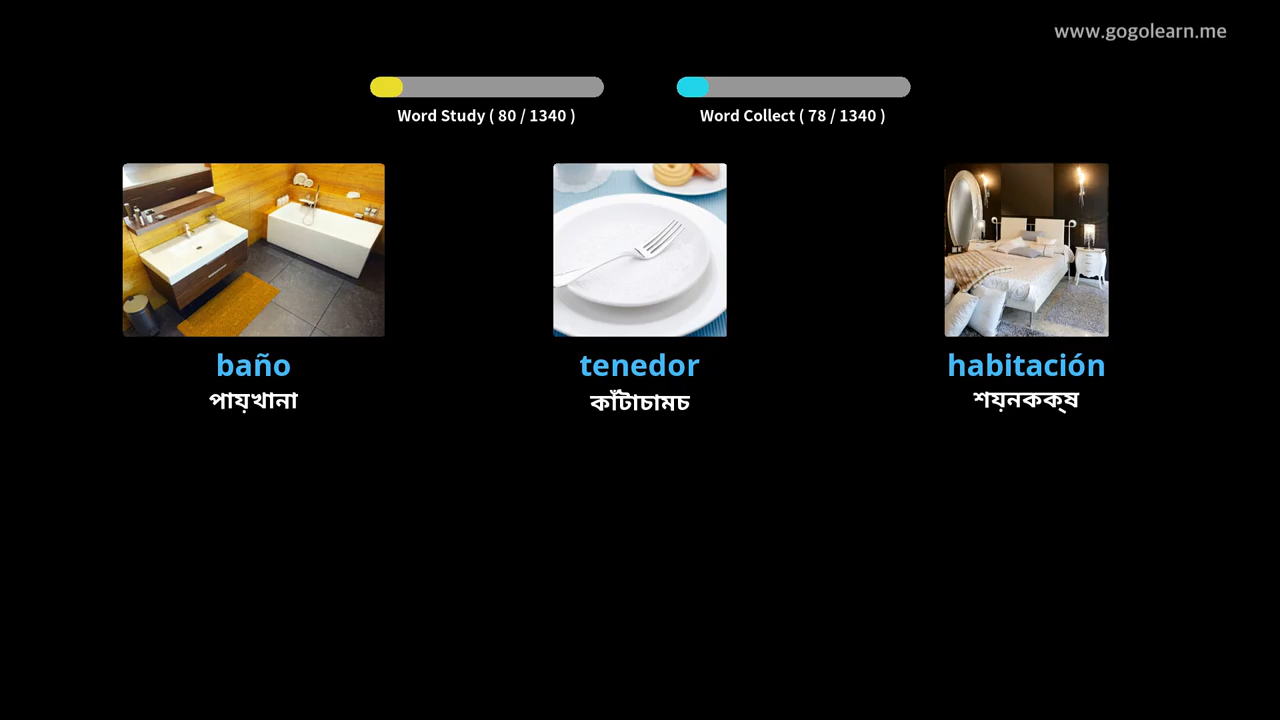 www.gogolearn.me
Word Study ( 80 / 1340 )
Word Collect ( 78 / 1340 )
baño
tenedor
habitación
পায়খানা
কাঁটাচামচ
শয়নকক্ষ